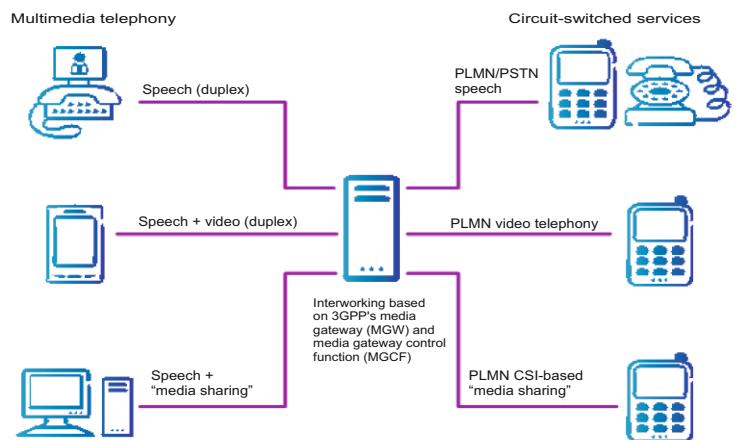 Multimedia telephony
Circuit-switched services
Speech (duplex)
PLMN/PSTN
speech
Speech + video (duplex)
PLMN video telephony
Interworking based
on 3GPP's media
gateway (MGW) and
media gateway control
function (MGCF)
Speech +
“media sharing”
PLMN CSI-based
“media sharing”